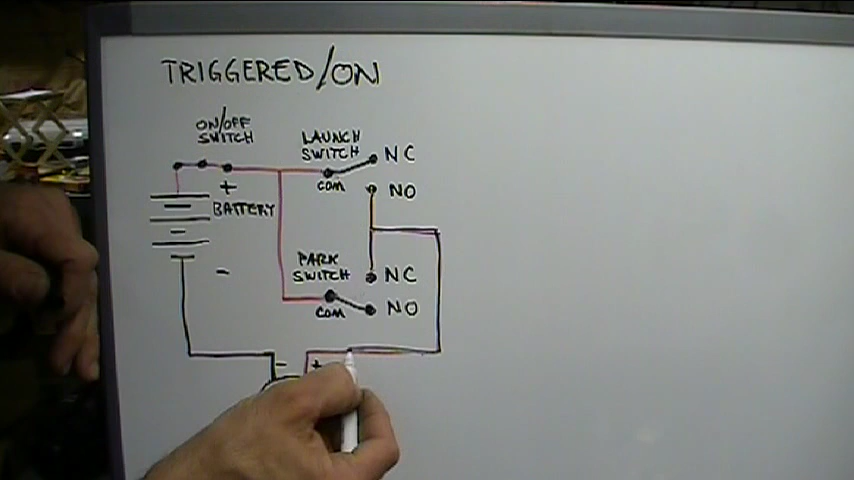 TRIGGERED/ON
ON/OFF
SWITCH
LAUNCH
SWITCH
NC
COM
NO
+
BATTERY
PARK
SWITCH
NC
-
NO
COM
-
+